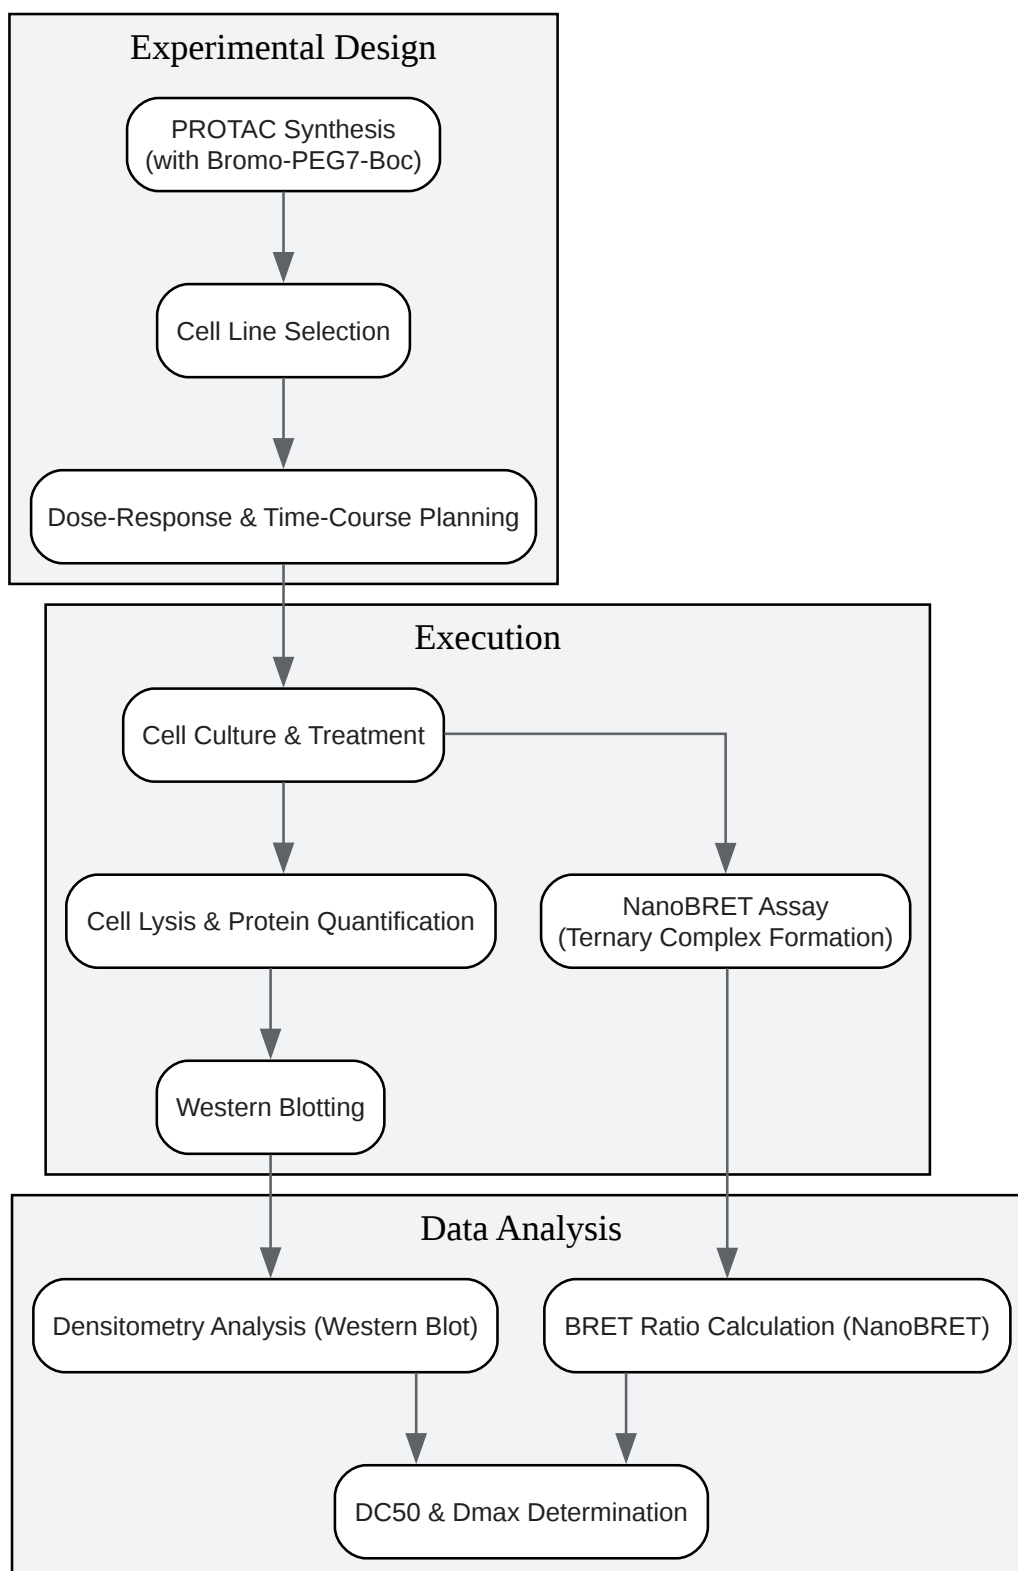 Experimental Design
PROTAC Synthesis
(with Bromo-PEG7-Boc)
Cell Line Selection
Dose-Response & Time-Course Planning
Execution
Cell Culture & Treatment
Cell Lysis & Protein Quantification
NanoBRET Assay
(Ternary Complex Formation)
Western Blotting
Data Analysis
Densitometry Analysis (Western Blot)
BRET Ratio Calculation (NanoBRET)
DC50 & Dmax Determination